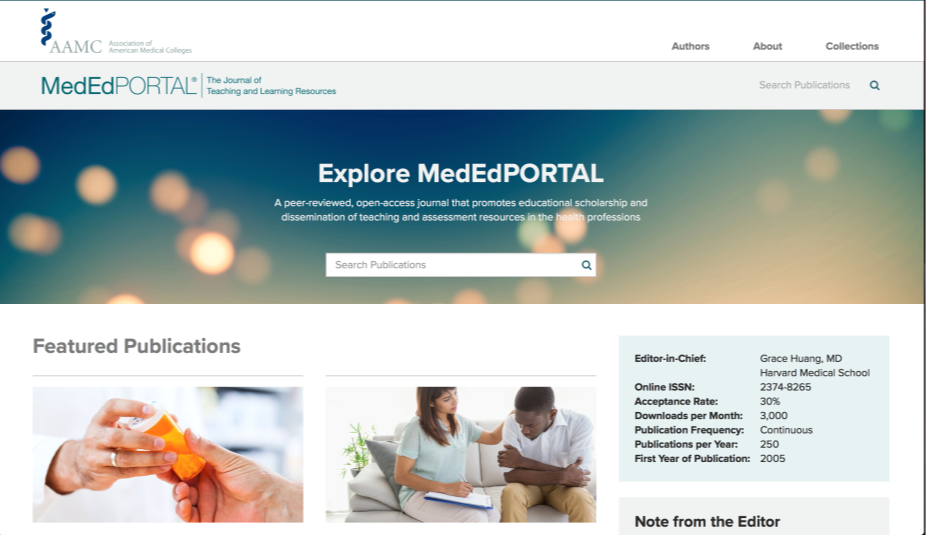 AAMC
Association of
American Medical Colleges
Authors About Collections
MedEdPORTAL®
The Journal of
Teaching and Learning Resources
Search Publications
Explore MedEdPORTAL
A peer-reviewed, open-access journal that promotes educational scholarship and
dissemination of teaching and assessment resources in the health professions
Search Publications
Featured Publications
Editor-in-Chief: Grace Huang, MD
Harvard Medical School
Online ISSN: 2374-8265
Acceptance Rate: 30%
Downloads per Month: 3,000
Publication Frequency: Continuous
Publications per Year: 250
First Year of Publication: 2005
Note from the Editor